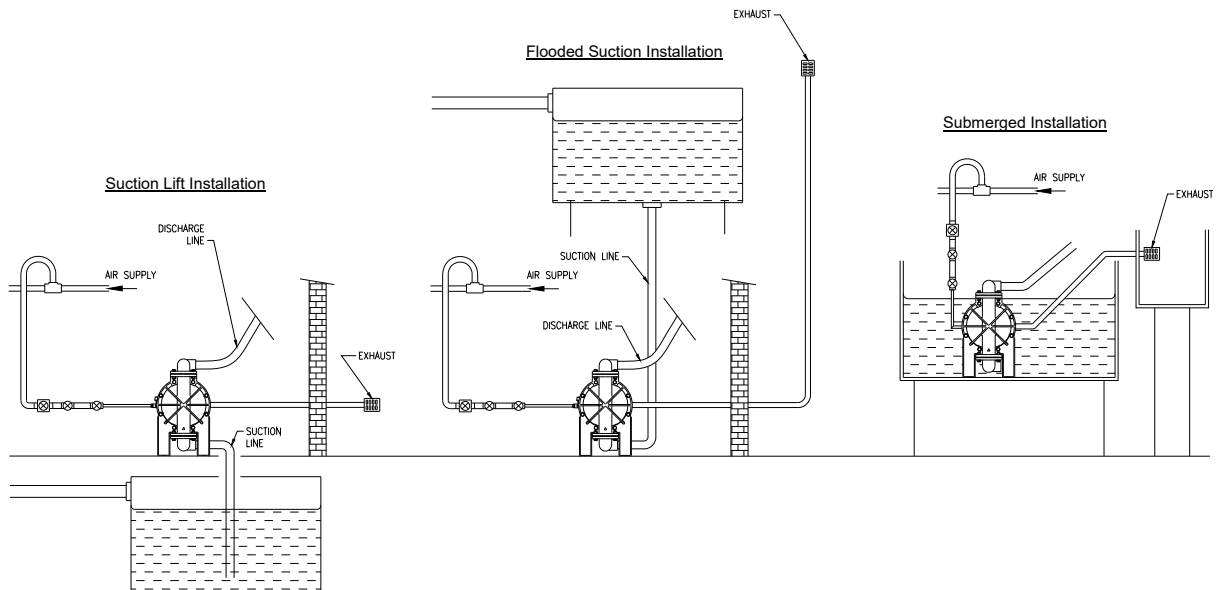 Suction Lift Installation
DISCHARGE
LINE
AIR SUPPLY
EXHAUST
SUCTION
LINE
Flooded Suction Installation
EXHAUST
SUCTION LINE
AIR SUPPLY
DISCHARGE LINE
Submerged Installation
AIR SUPPLY
EXHAUST